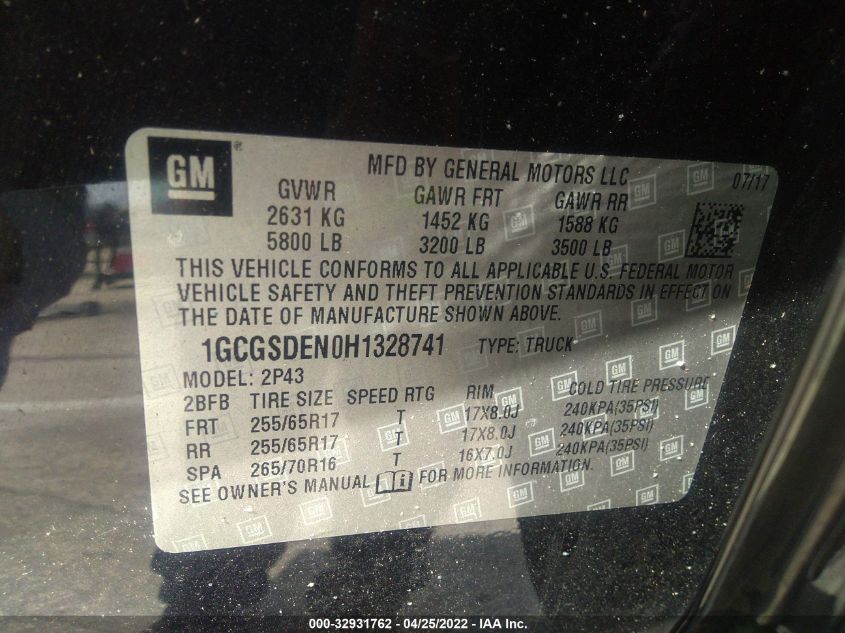 GM ®
MFD BY GENERAL MOTORS LLC 07/17
GVWR GAWR FRT GAWR RR
2631 KG 1452 KG 1588 KG
5800 LB 3200 LB 3500 LB
THIS VEHICLE CONFORMS TO ALL APPLICABLE U.S. FEDERAL MOTOR
VEHICLE SAFETY AND THEFT PREVENTION STANDARDS IN EFFECT ON
THE DATE OF MANUFACTURE SHOWN ABOVE.
1GCGSDEN0H1328741 TYPE: TRUCK
MODEL: 2P43
2BFB TIRE SIZE SPEED RTG RIM COLD TIRE PRESSURE
FRT 255/65R17 T 17X8.0J 240KPA(35PSI)
RR 255/65R17 T 17X8.0J 240KPA(35PSI)
SPA 265/70R16 T 16X7.0J 240KPA(35PSI)
SEE OWNER'S MANUAL FOR MORE INFORMATION.
000-32931762 - 04/25/2022 - IAA Inc.